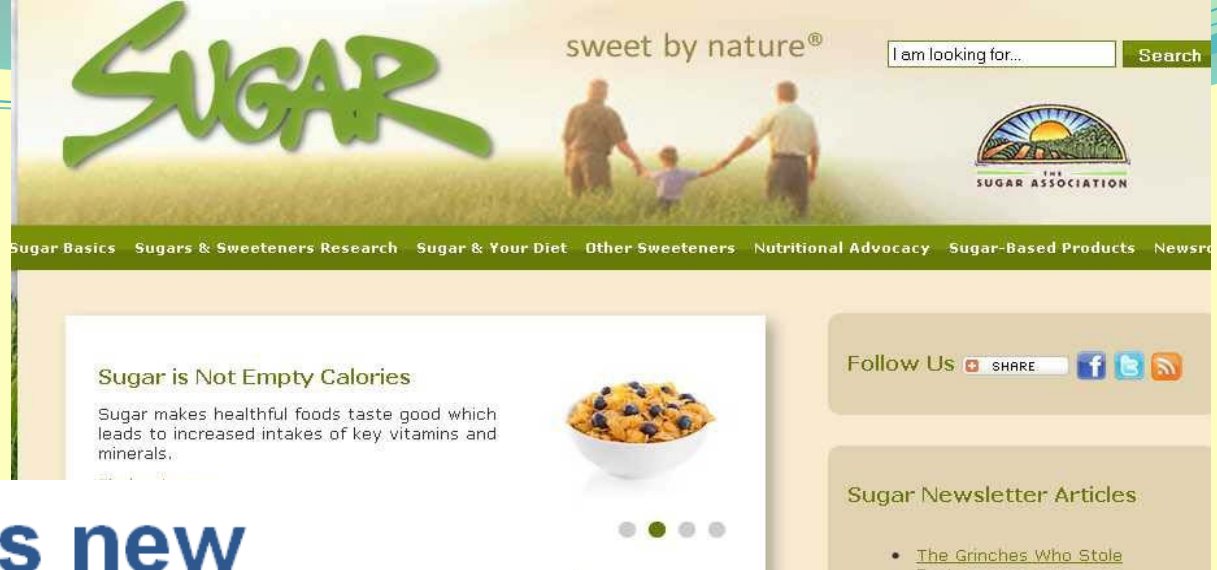 SUGAR
sweet by nature®
I am looking for...
Search
THE
SUGAR ASSOCIATION
Sugar Basics Sugars & Sweeteners Research Sugar & Your Diet Other Sweeteners Nutritional Advocacy Sugar-Based Products
Sugar is Not Empty Calories
Sugar makes healthful foods taste good which
leads to increased intakes of key vitamins and
minerals.
Follow Us SHARE
Sugar Newsletter Articles
The Grinches Who Stole
s new